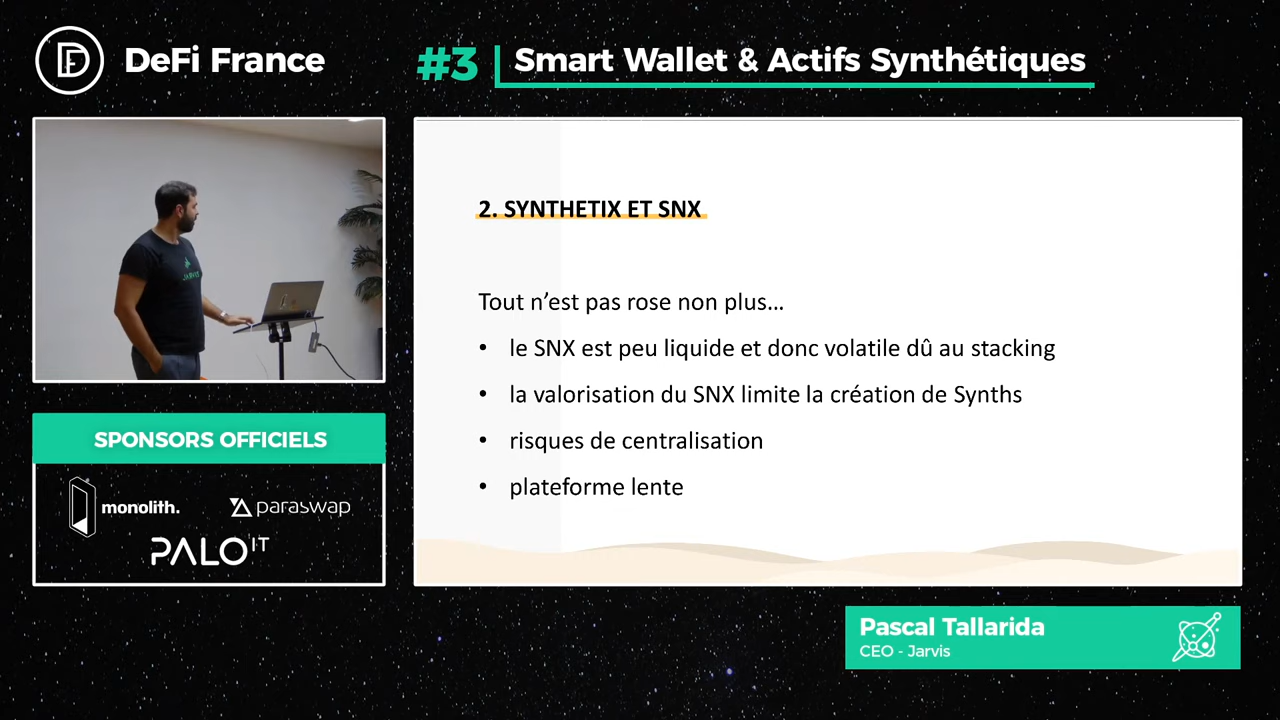 DeFi France
#3
Smart Wallet & Actifs Synthétiques
JARVIS
SPONSORS OFFICIELS
monolith.
paraswap
PALO IT
2. SYNTHETIX ET SNX
Tout n’est pas rose non plus…
• le SNX est peu liquide et donc volatile dû au stacking
• la valorisation du SNX limite la création de Synths
• risques de centralisation
• plateforme lente
Pascal Tallarida
CEO - Jarvis